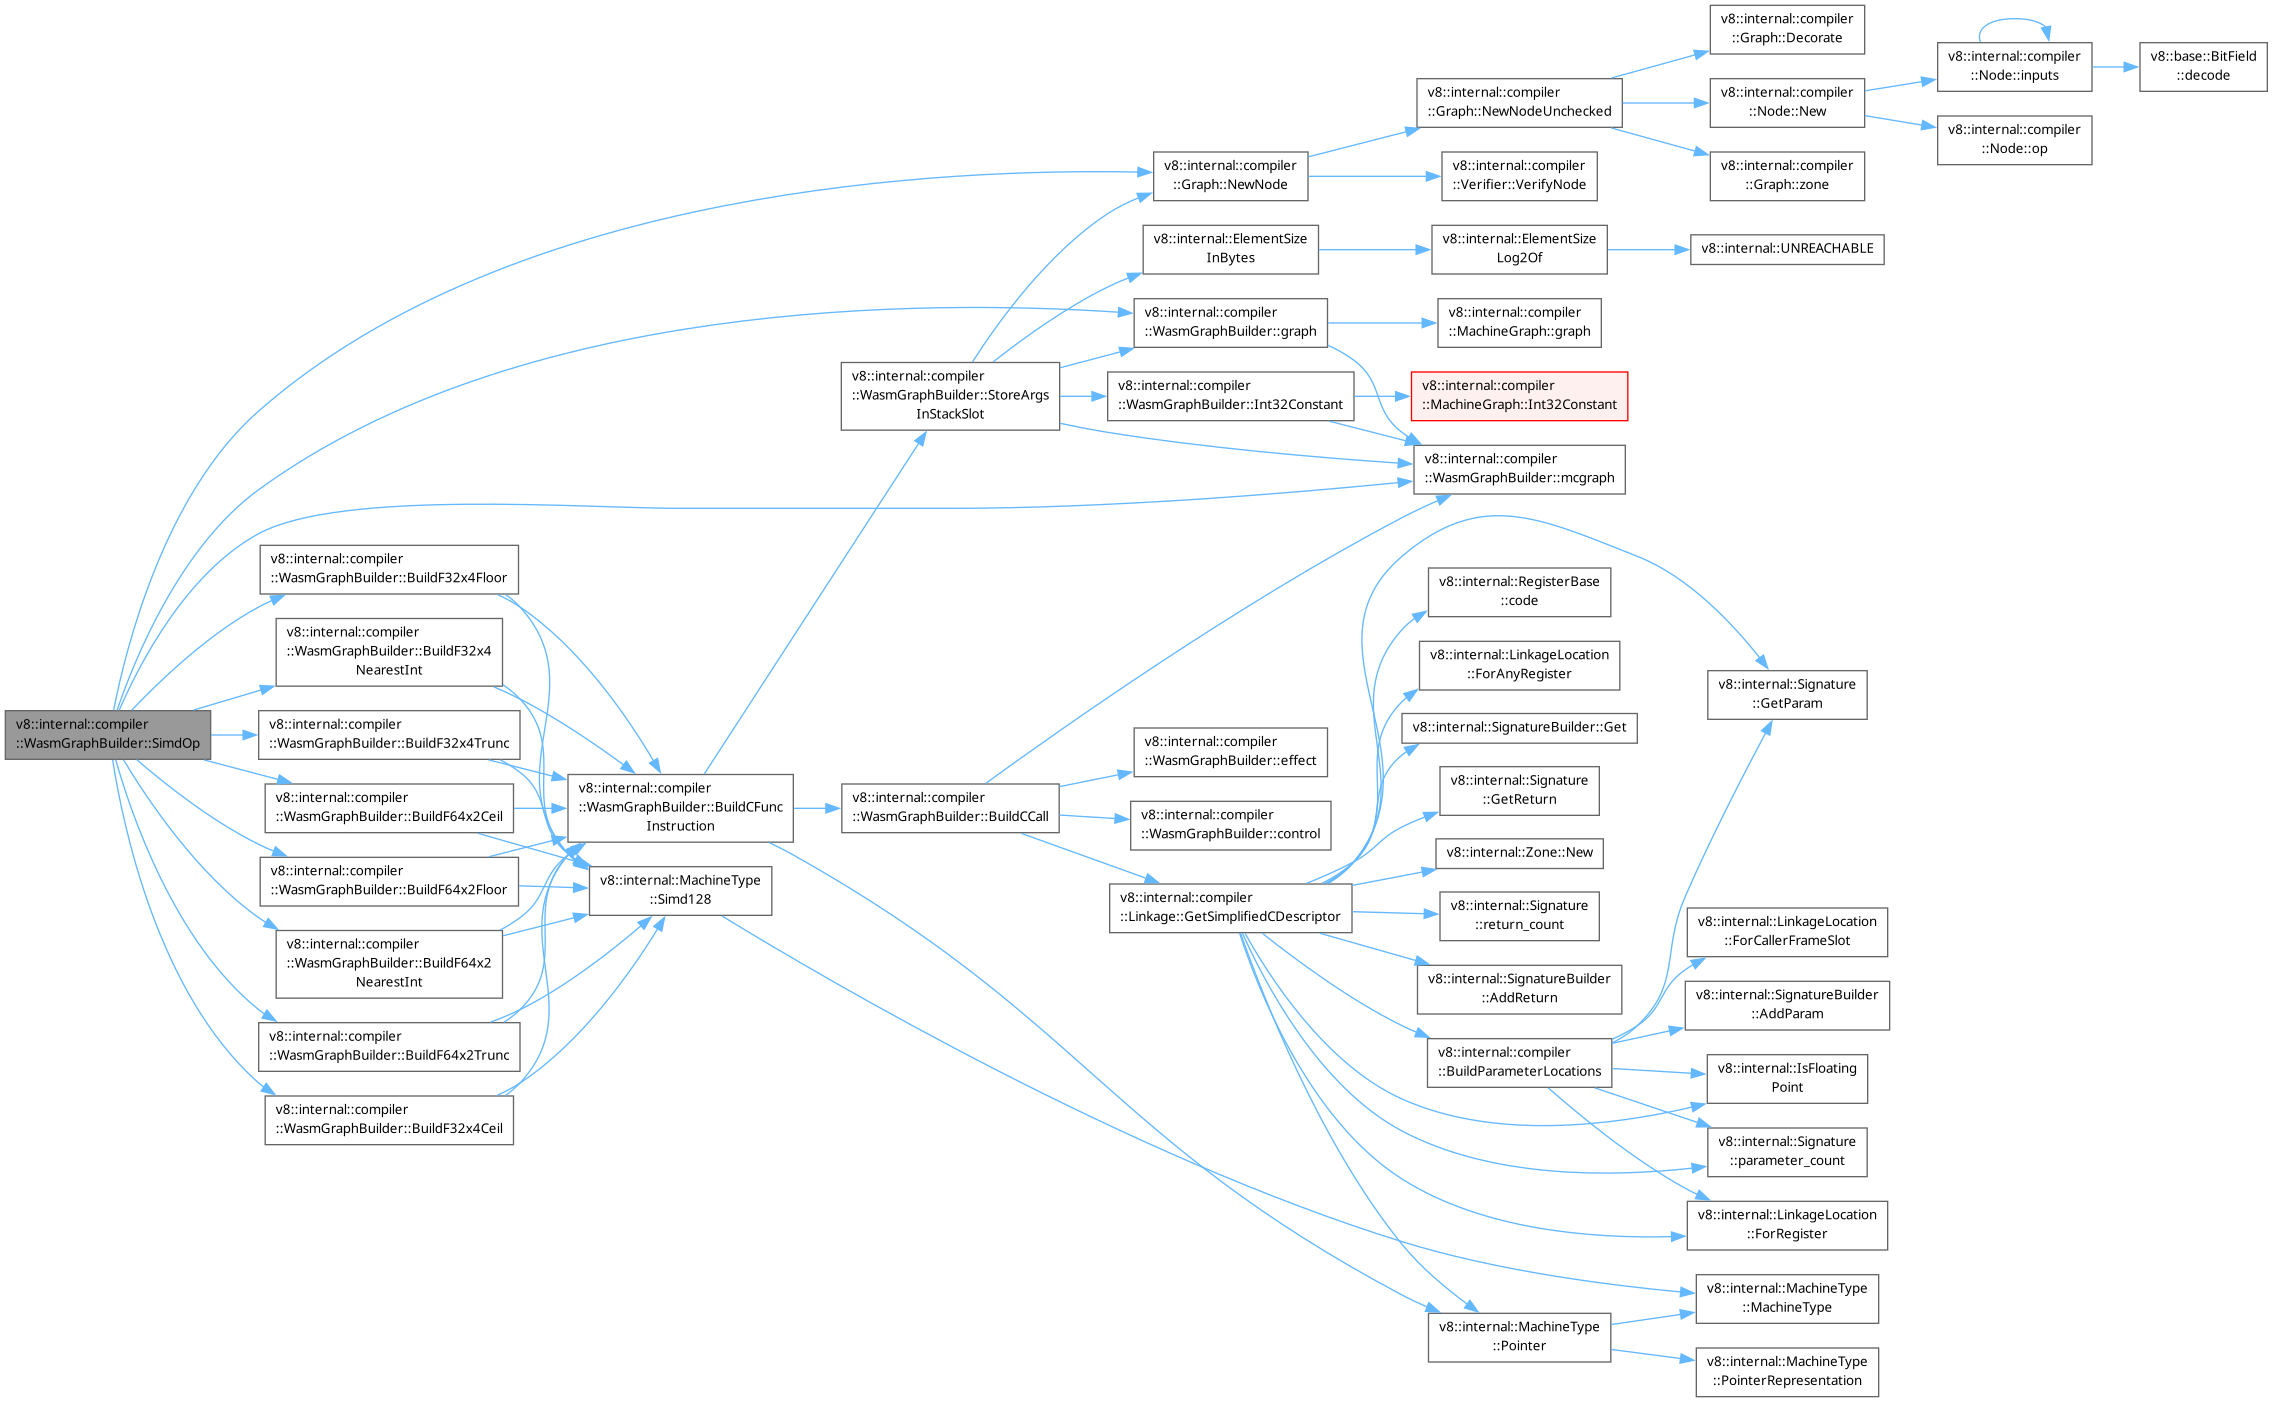 v8::internal::compiler
::WasmGraphBuilder::SimdOp
v8::internal::compiler
::WasmGraphBuilder::BuildF32x4Floor
v8::internal::compiler
::WasmGraphBuilder::BuildF32x4
NearestInt
v8::internal::compiler
::WasmGraphBuilder::BuildF32x4Trunc
v8::internal::compiler
::WasmGraphBuilder::BuildF64x2Ceil
v8::internal::compiler
::WasmGraphBuilder::BuildF64x2Floor
v8::internal::compiler
::WasmGraphBuilder::BuildF64x2
NearestInt
v8::internal::compiler
::WasmGraphBuilder::BuildF64x2Trunc
v8::internal::compiler
::WasmGraphBuilder::BuildF32x4Ceil
v8::internal::compiler
::WasmGraphBuilder::BuildCFunc
Instruction
v8::internal::MachineType
::Simd128
v8::internal::compiler
::WasmGraphBuilder::StoreArgs
InStackSlot
v8::internal::compiler
::WasmGraphBuilder::BuildCCall
v8::internal::compiler
::Graph::NewNode
v8::internal::ElementSize
InBytes
v8::internal::compiler
::WasmGraphBuilder::graph
v8::internal::compiler
::WasmGraphBuilder::Int32Constant
v8::internal::compiler
::WasmGraphBuilder::effect
v8::internal::compiler
::WasmGraphBuilder::control
v8::internal::compiler
::Linkage::GetSimplifiedCDescriptor
v8::internal::compiler
::Graph::NewNodeUnchecked
v8::internal::compiler
::Verifier::VerifyNode
v8::internal::ElementSize
Log2Of
v8::internal::compiler
::MachineGraph::graph
v8::internal::compiler
::MachineGraph::Int32Constant
v8::internal::compiler
::WasmGraphBuilder::mcgraph
v8::internal::RegisterBase
::code
v8::internal::LinkageLocation
::ForAnyRegister
v8::internal::SignatureBuilder::Get
v8::internal::Signature
::GetReturn
v8::internal::Zone::New
v8::internal::Signature
::return_count
v8::internal::SignatureBuilder
::AddReturn
v8::internal::compiler
::BuildParameterLocations
v8::internal::MachineType
::Pointer
v8::internal::compiler
::Graph::Decorate
v8::internal::compiler
::Node::New
v8::internal::compiler
::Graph::zone
v8::internal::UNREACHABLE
v8::internal::Signature
::GetParam
v8::internal::LinkageLocation
::ForCallerFrameSlot
v8::internal::SignatureBuilder
::AddParam
v8::internal::IsFloating
Point
v8::internal::Signature
::parameter_count
v8::internal::LinkageLocation
::ForRegister
v8::internal::MachineType
::MachineType
v8::internal::MachineType
::PointerRepresentation
v8::internal::compiler
::Node::inputs
v8::internal::compiler
::Node::op
v8::base::BitField
::decode